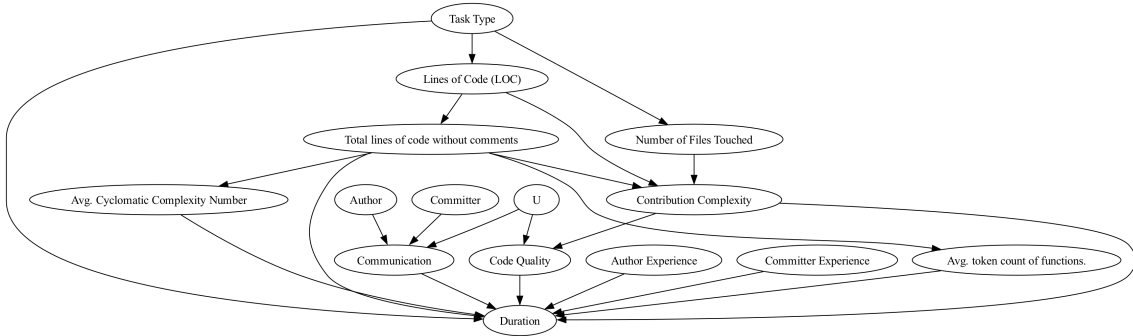 Task Type
Lines of Code (LOC)
Total lines of code without comments
Number of Files Touched
Avg. Cyclomatic Complexity Number
Author
Committer
U
Contribution Complexity
Communication
Code Quality
Author Experience
Committer Experience
Avg. token count of functions.
Duration